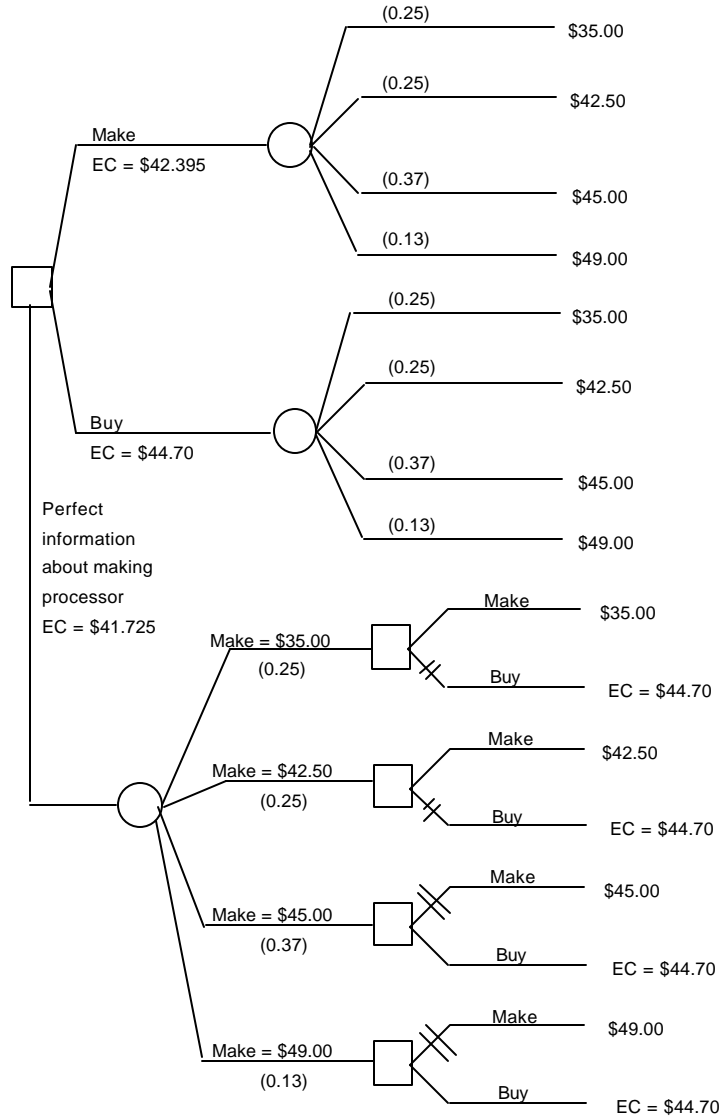 (0.25)
$35.00
(0.25)
$42.50
Make
EC = $42.395
(0.37)
$45.00
(0.13)
$49.00
(0.25)
$35.00
(0.25)
$42.50
Buy
EC = $44.70
(0.37)
$45.00
(0.13)
$49.00
Perfect
information
about making
processor
EC = $41.725
Make = $35.00
(0.25)
Make
$35.00
Buy
EC = $44.70
Make = $42.50
(0.25)
Make
$42.50
Buy
EC = $44.70
Make = $45.00
(0.37)
Make
$45.00
Buy
EC = $44.70
Make = $49.00
(0.13)
Make
$49.00
Buy
EC = $44.70